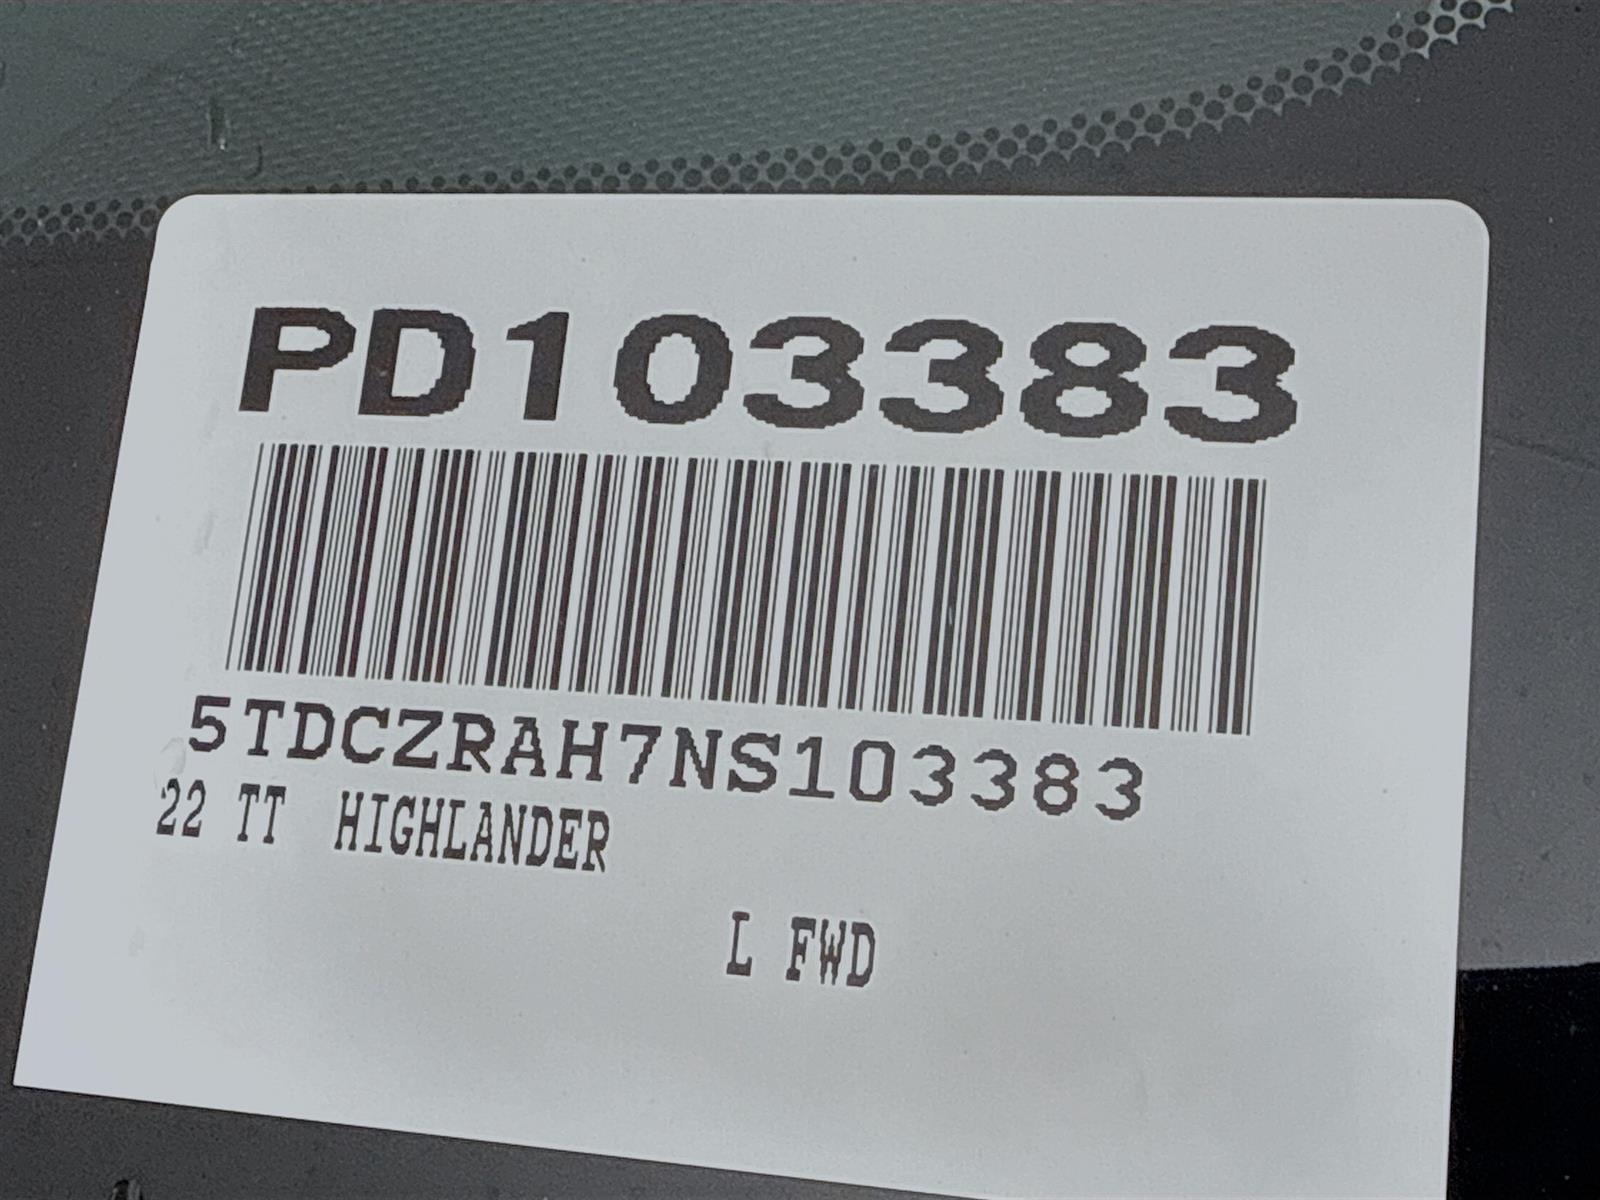 PD103383
5TDCZRAH7NS103383
22 TT HIGHLANDER
L FWD